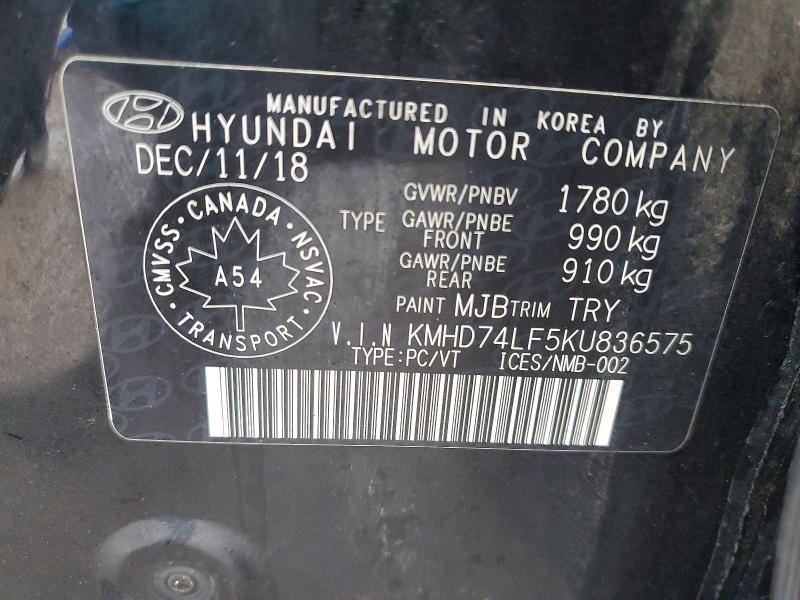 MANUFACTURED IN KOREA BY
HYUNDAI MOTOR COMPANY
DEC/11/18
GVWR/PNBV 1780 kg
TYPE GAWR/PNBE FRONT 990 kg
GAWR/PNBE REAR 910 kg
PAINT MJB TRIM TRY
V.I.N KMHD74LF5KU836575
TYPE:PC/VT ICES/NMB-002
CMVSS · CANADA · NSVAC · TRANSPORT ·
A54